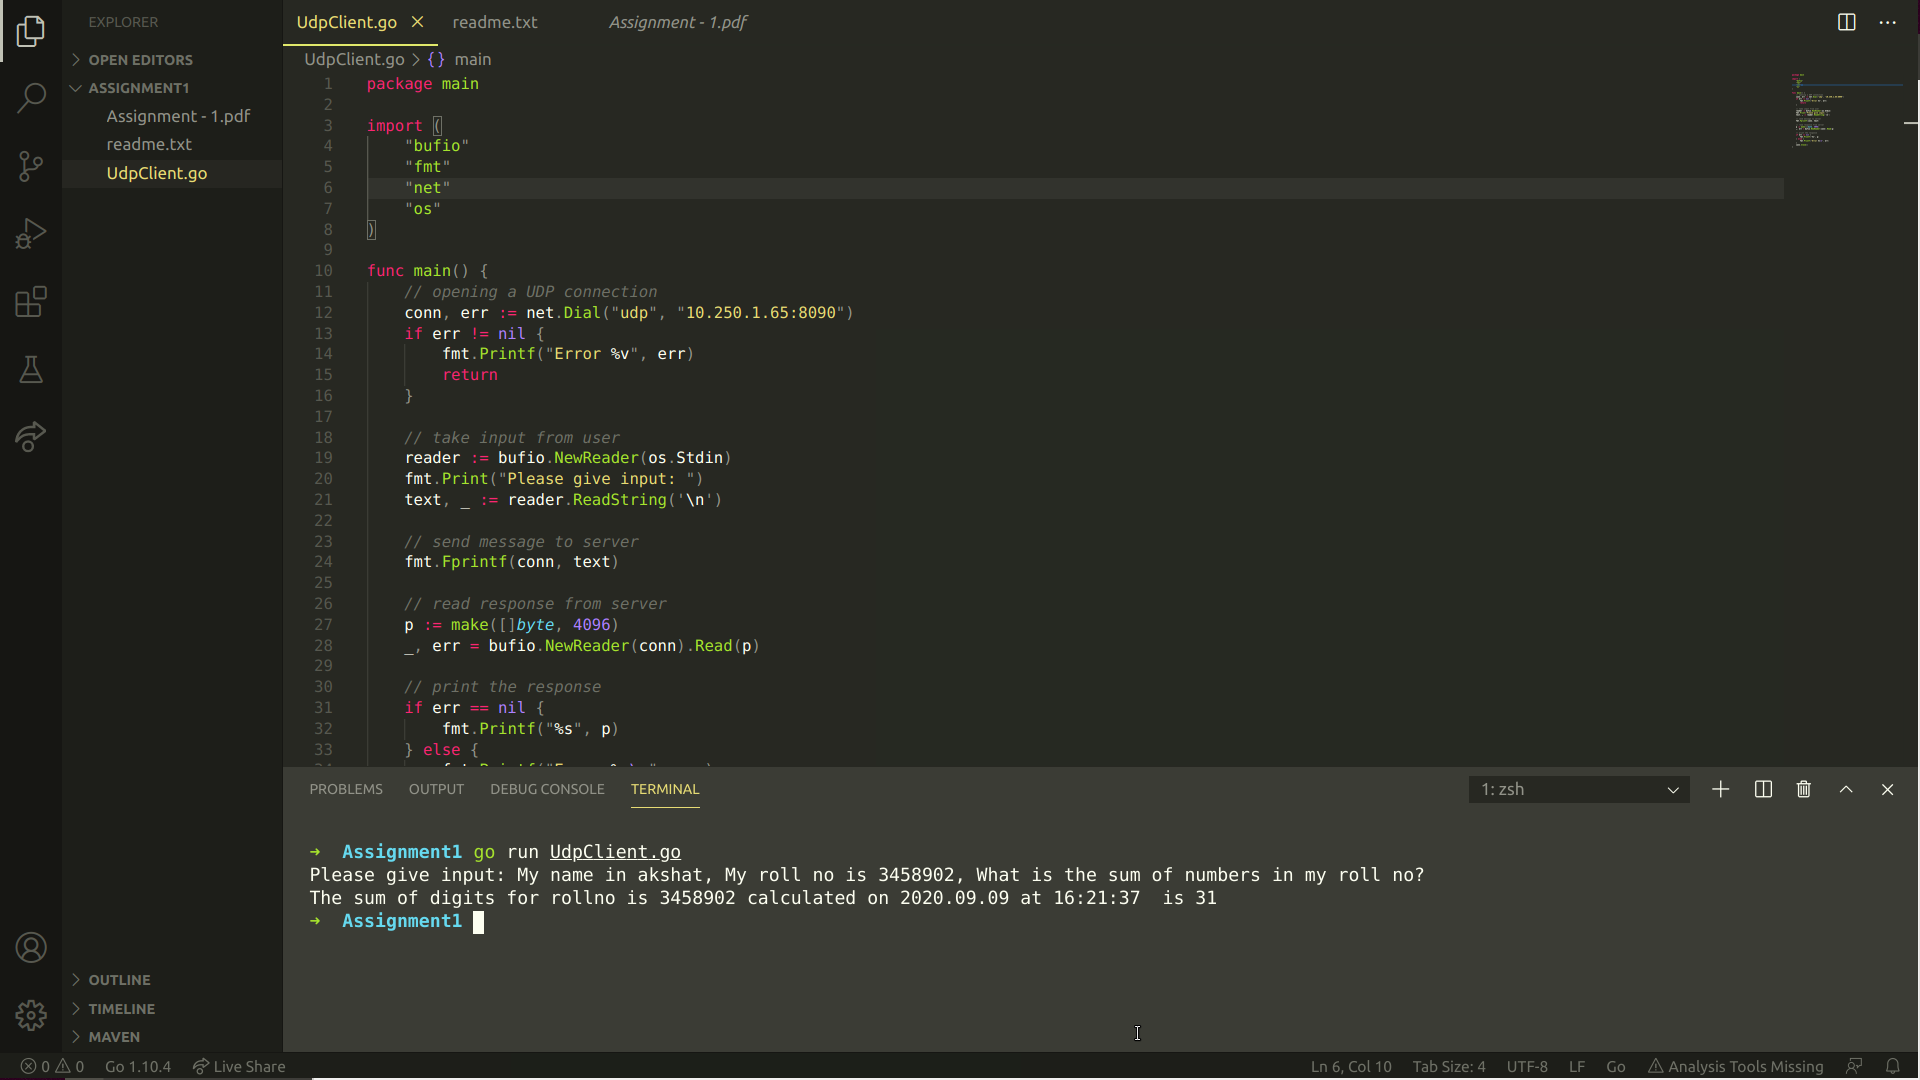 EXPLORER
OPEN EDITORS
ASSIGNMENT1
Assignment - 1.pdf
readme.txt
UdpClient.go
OUTLINE
TIMELINE
MAVEN
UdpClient.go
readme.txt
Assignment - 1.pdf
UdpClient.go > {} main
1 package main
2
3 import (
4 "bufio"
5 "fmt"
6 "net"
7 "os"
8 )
9
10 func main() {
11 // opening a UDP connection
12 conn, err := net.Dial("udp", "10.250.1.65:8090")
13 if err != nil {
14 fmt.Printf("Error %v", err)
15 return
16 }
17
18 // take input from user
19 reader := bufio.NewReader(os.Stdin)
20 fmt.Print("Please give input: ")
21 text, _ := reader.ReadString('\n')
22
23 // send message to server
24 fmt.Fprintf(conn, text)
25
26 // read response from server
27 p := make([]byte, 4096)
28 _, err = bufio.NewReader(conn).Read(p)
29
30 // print the response
31 if err == nil {
32 fmt.Printf("%s", p)
33 } else {
PROBLEMS OUTPUT DEBUG CONSOLE TERMINAL 1: zsh
➜ Assignment1 go run UdpClient.go
Please give input: My name in akshat, My roll no is 3458902, What is the sum of numbers in my roll no?
The sum of digits for rollno is 3458902 calculated on 2020.09.09 at 16:21:37  is 31
➜ Assignment1
0 0 Go 1.10.4 Live Share Ln 6, Col 10 Tab Size: 4 UTF-8 LF Go Analysis Tools Missing